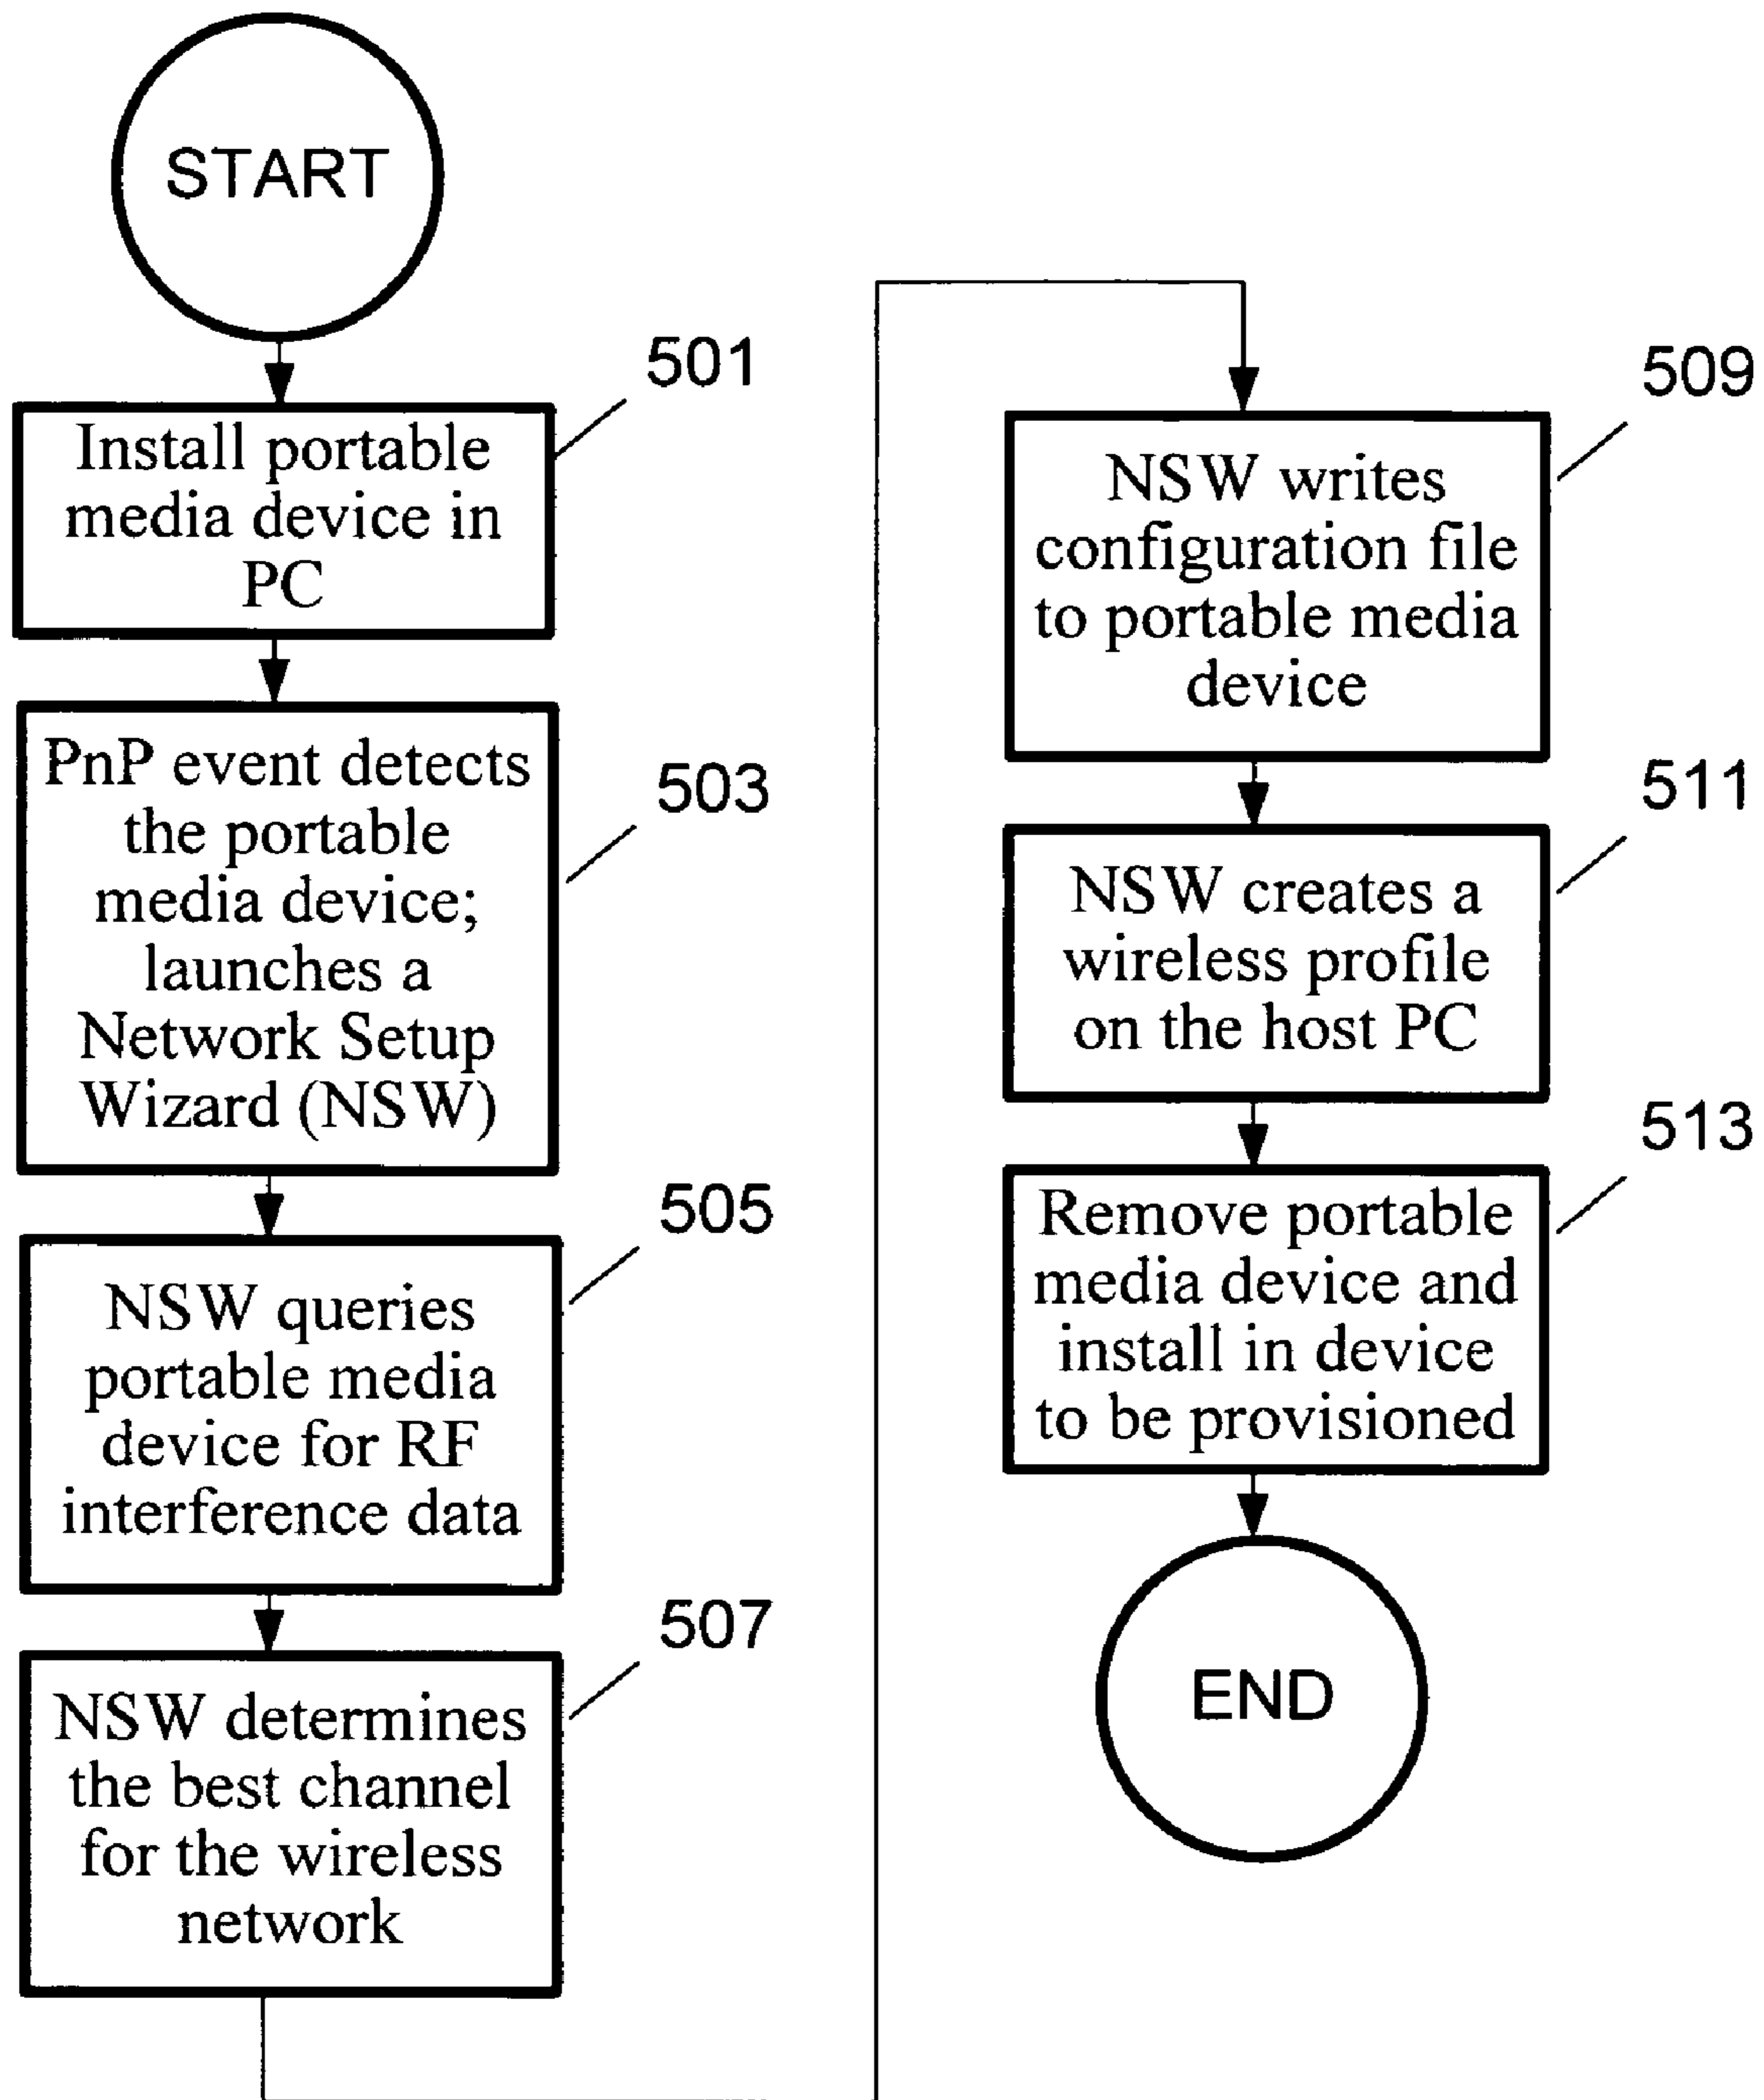 START
501
Install portable
media device in
PC
503
PnP event detects
the portable
media device;
launches a
Network Setup
Wizard (NSW)
505
NSW queries
portable media
device for RF
interference data
507
NSW determines
the best channel
for the wireless
network
509
NSW writes
configuration file
to portable media
device
511
NSW creates a
wireless profile
on the host PC
513
Remove portable
media device and
install in device
to be provisioned
END